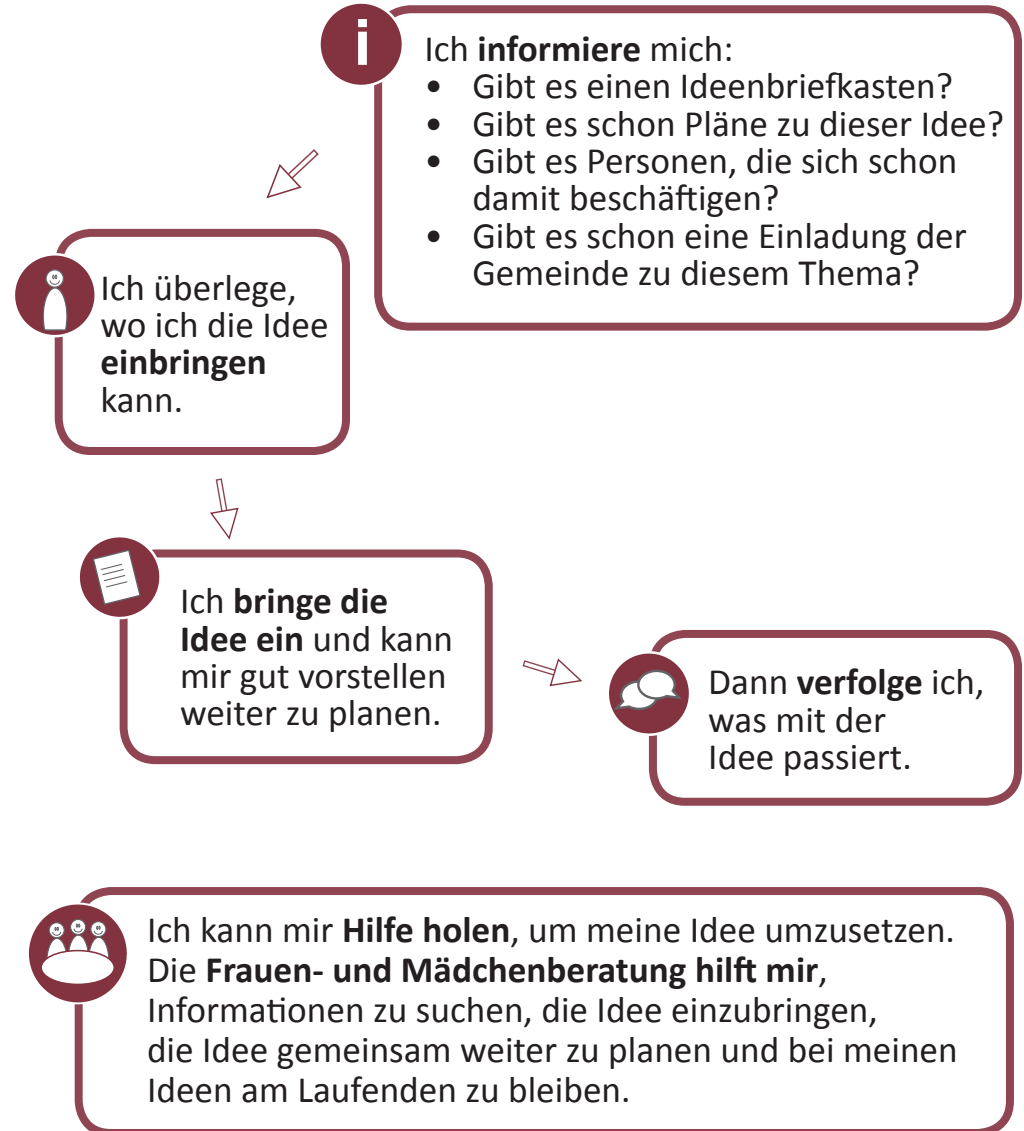 i
Ich informiere mich:
• Gibt es einen Ideenbriefkasten?
• Gibt es schon Pläne zu dieser Idee?
• Gibt es Personen, die sich schon
damit beschäftigen?
• Gibt es schon eine Einladung der
Gemeinde zu diesem Thema?
Ich überlege,
wo ich die Idee
einbringen
kann.
Ich bringe die
Idee ein und kann
mir gut vorstellen
weiter zu planen.
Dann verfolge ich,
was mit der
Idee passiert.
Ich kann mir Hilfe holen, um meine Idee umzusetzen.
Die Frauen- und Mädchenberatung hilft mir,
Informationen zu suchen, die Idee einzubringen,
die Idee gemeinsam weiter zu planen und bei meinen
Ideen am Laufenden zu bleiben.